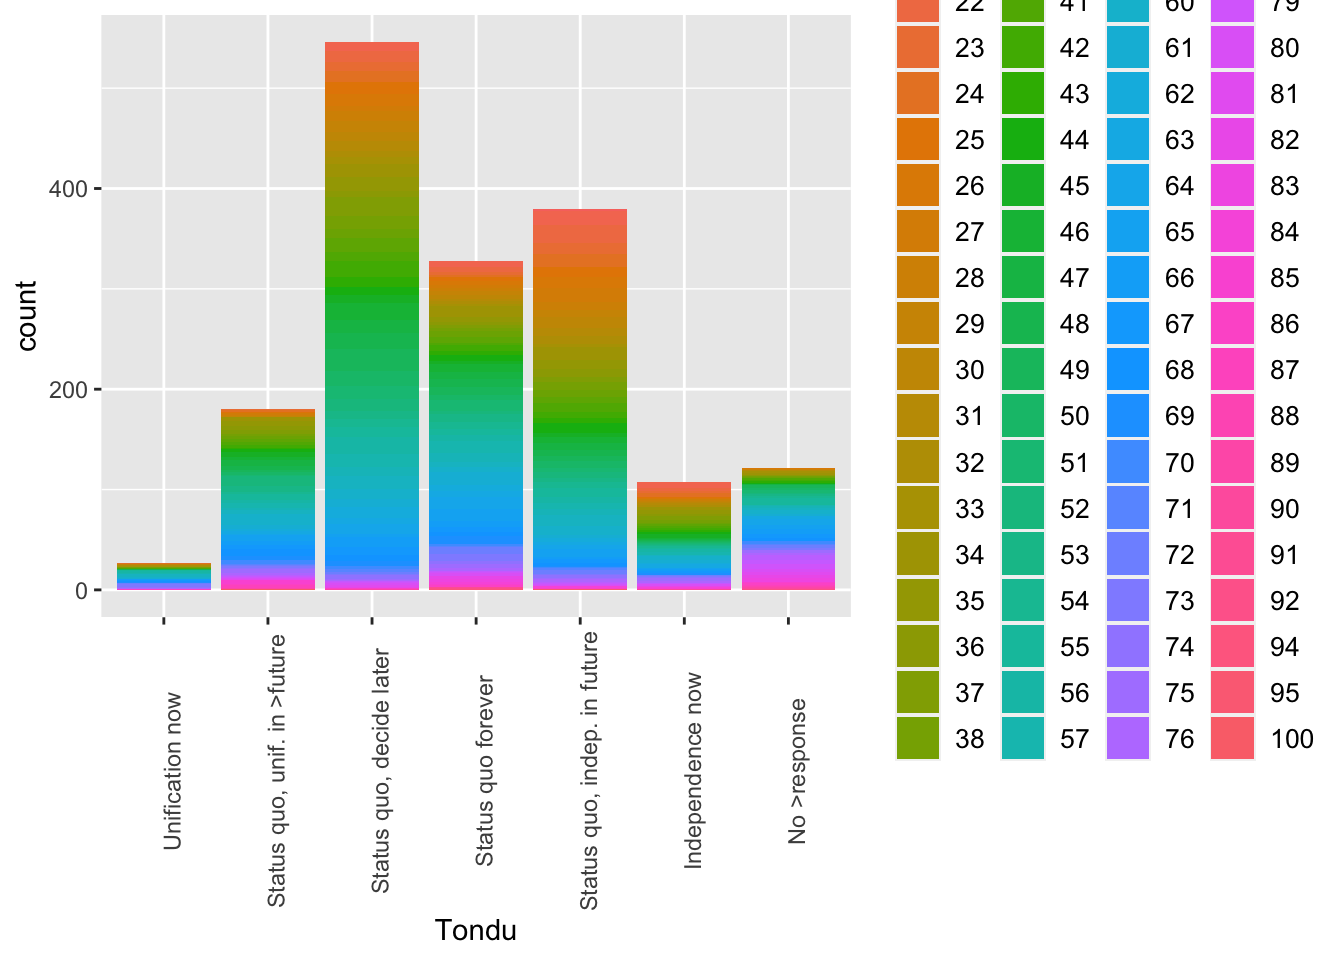 22 41 60 79
23 42 61 80
24 43 62 81
25 44 63 82
26 45 64 83
27 46 65 84
28 47 66 85
29 48 67 86
30 49 68 87
31 50 69 88
32 51 70 89
33 52 71 90
34 53 72 91
35 54 73 92
36 55 74 94
37 56 75 95
38 57 76 100
400
200
0
count
Unification now
Status quo, unif. in >future
Status quo, decide later
Status quo forever
Status quo, indep. in future
Independence now
No >response
Tondu